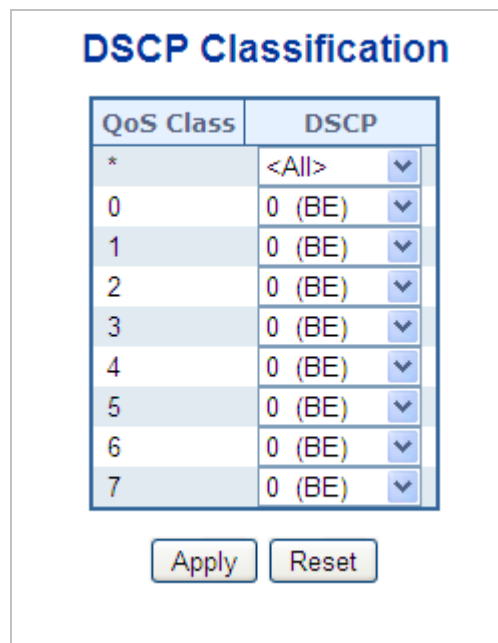 DSCP Classification
QoS Class DSCP
* <All>
0 0 (BE)
1 0 (BE)
2 0 (BE)
3 0 (BE)
4 0 (BE)
5 0 (BE)
6 0 (BE)
7 0 (BE)
Apply Reset